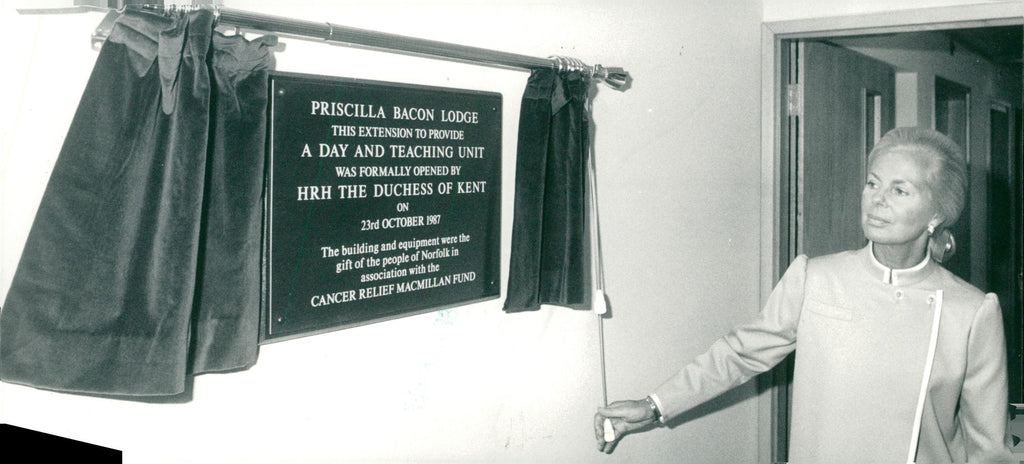 PRISCILLA BACON LODGE
THIS EXTENSION TO PROVIDE
A DAY AND TEACHING UNIT
WAS FORMALLY OPENED BY
HRH THE DUCHESS OF KENT
ON
23rd OCTOBER 1987
The building and equipment were the
gift of the people of Norfolk in
association with the
CANCER RELIEF MACMILLAN FUND